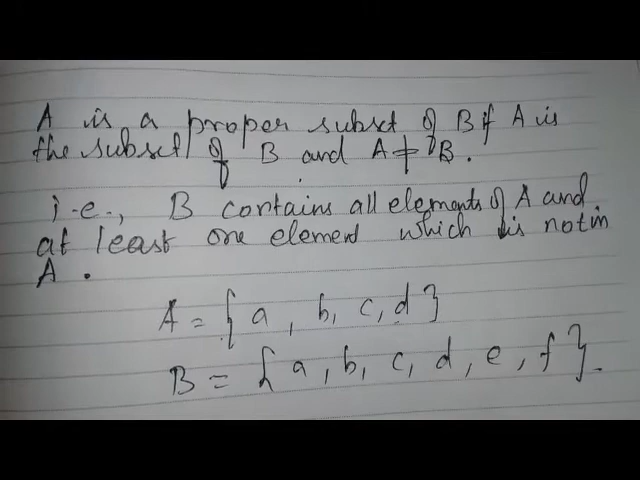 A is a proper subset of B if A is
the subset of B and A ≠ B.
i.e., B contains all elements of A and
at least one element which is not in
A.
A = { a, b, c, d }
B = { a, b, c, d, e, f }.